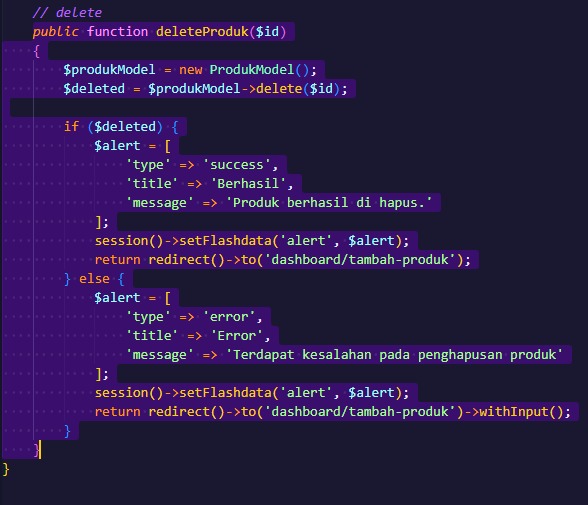 // delete
public function deleteProduk($id)
{
$produkModel = new ProdukModel();
$deleted = $produkModel->delete($id);
if ($deleted) {
$alert = [
'type' => 'success',
'title' => 'Berhasil',
'message' => 'Produk berhasil di hapus.'
];
session()->setFlashdata('alert', $alert);
return redirect()->to('dashboard/tambah-produk');
} else {
$alert = [
'type' => 'error',
'title' => 'Error',
'message' => 'Terdapat kesalahan pada penghapusan produk'
];
session()->setFlashdata('alert', $alert);
return redirect()->to('dashboard/tambah-produk')->withInput();
}
}
}